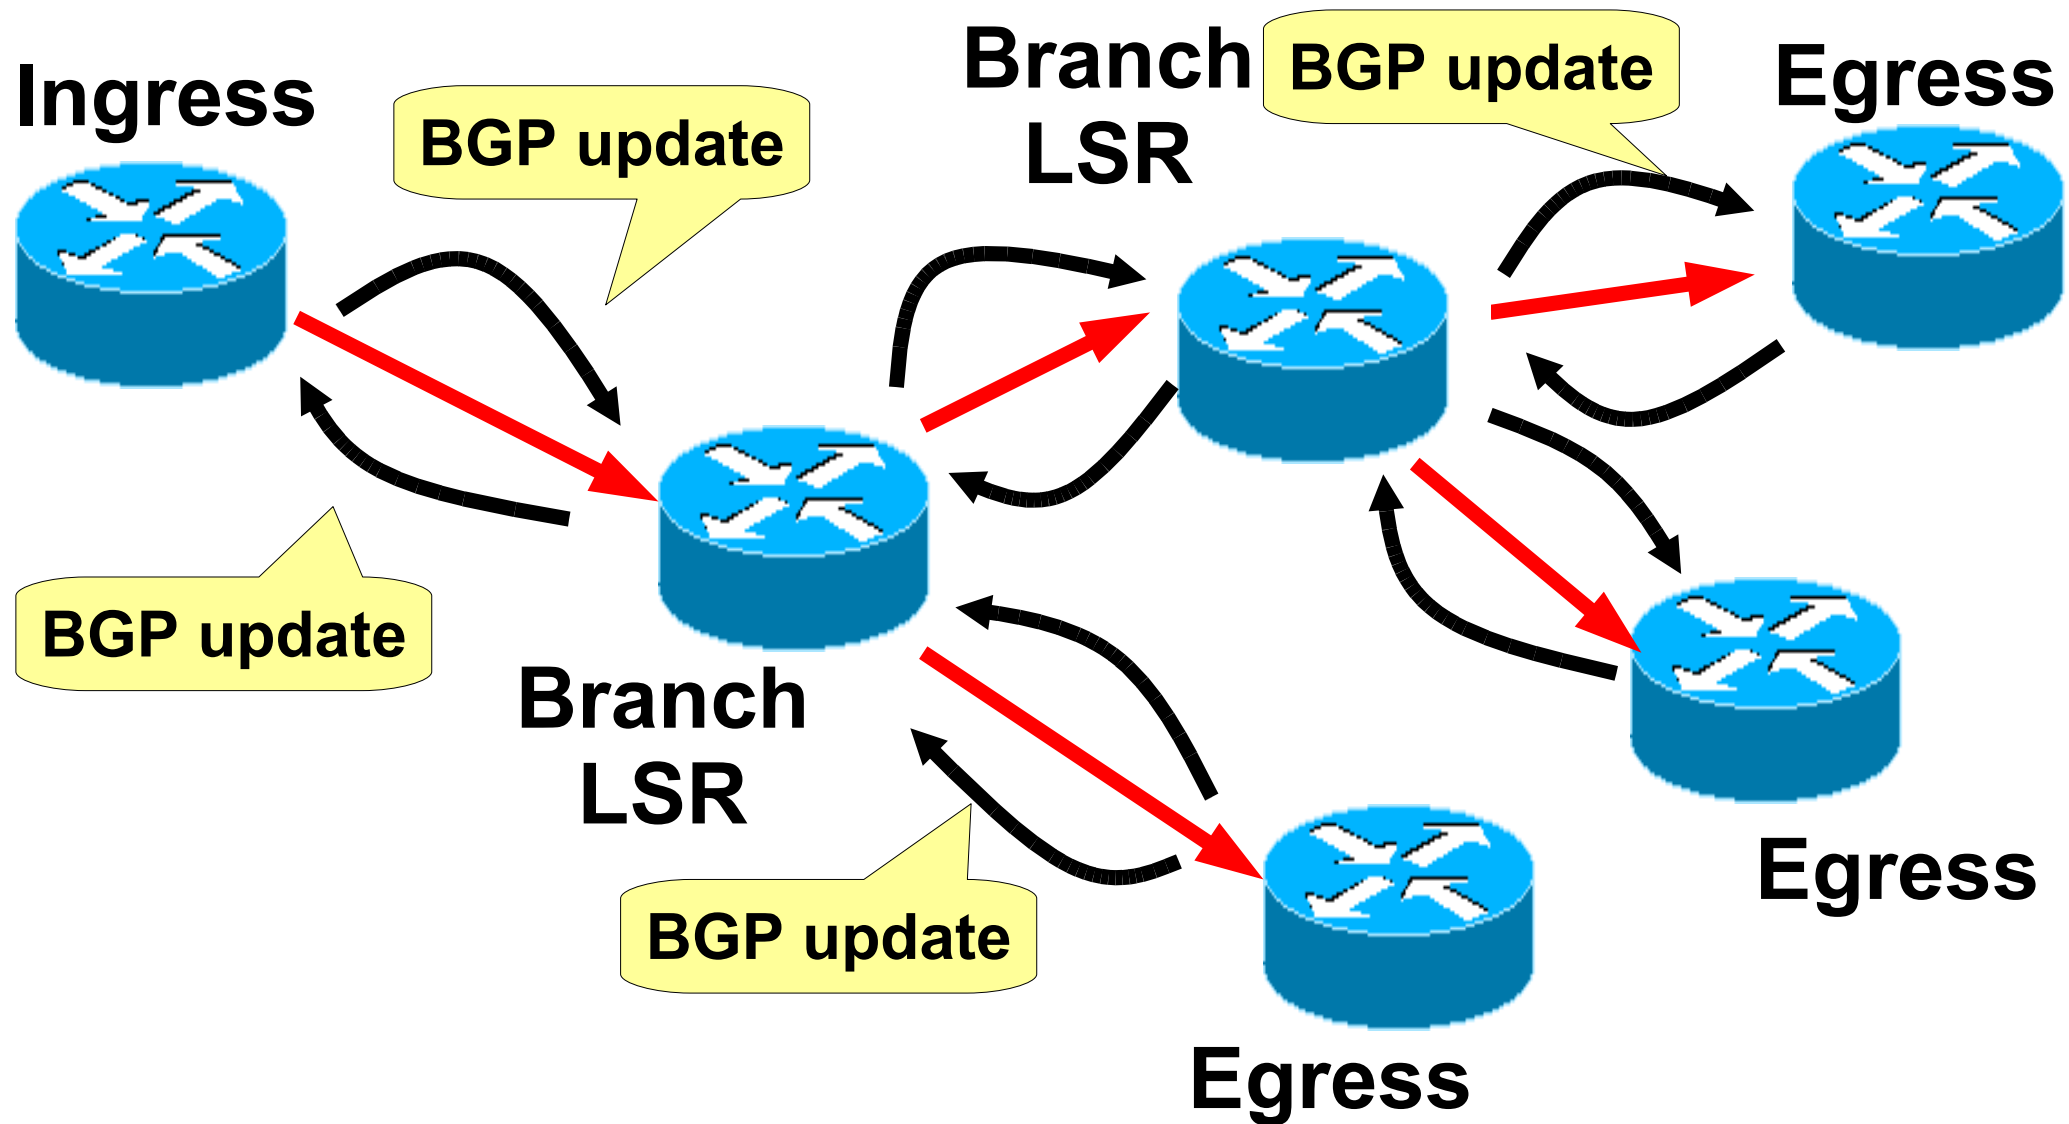 Ingress
BGP update
Branch
LSR
BGP update
Egress
BGP update
Branch
LSR
BGP update
Egress
Egress